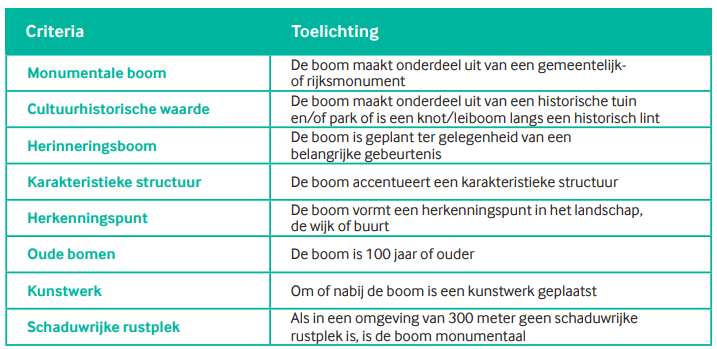 Criteria Toelichting
Monumentale boom De boom maakt onderdeel uit van een gemeentelijk-
of rijksmonument
Cultuurhistorische waarde De boom maakt onderdeel uit van een historische tuin
en/of park of is een knot/leiboom langs een historisch lint
Herinneringsboom De boom is geplant ter gelegenheid van een
belangrijke gebeurtenis
Karakteristieke structuur De boom accentueert een karakteristieke structuur
Herkenningspunt De boom vormt een herkenningspunt in het landschap,
de wijk of buurt
Oude bomen De boom is 100 jaar of ouder
Kunstwerk Om of nabij de boom is een kunstwerk geplaatst
Schaduwrijke rustplek Als in een omgeving van 300 meter geen schaduwrijke
rustplek is, is de boom monumentaal